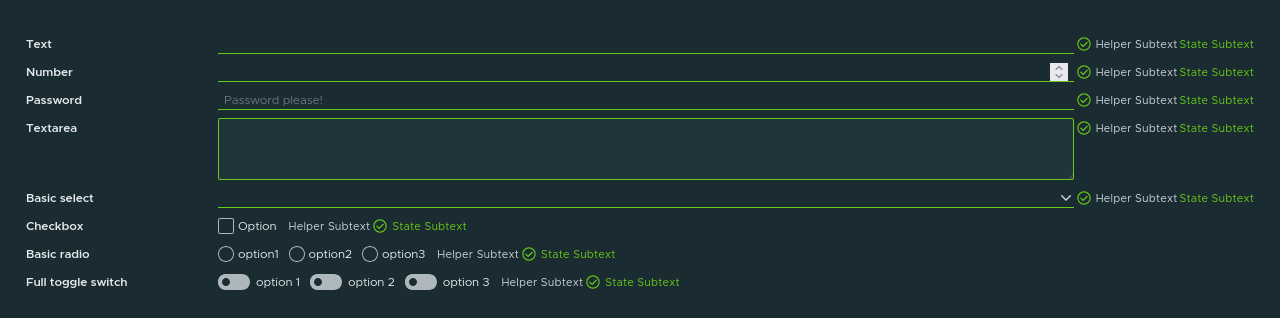 Text Helper Subtext State Subtext
Number Helper Subtext State Subtext
Password Password please! Helper Subtext State Subtext
Textarea Helper Subtext State Subtext
Basic select Helper Subtext State Subtext
Checkbox Option Helper Subtext State Subtext
Basic radio option1 option2 option3 Helper Subtext State Subtext
Full toggle switch option 1 option 2 option 3 Helper Subtext State Subtext